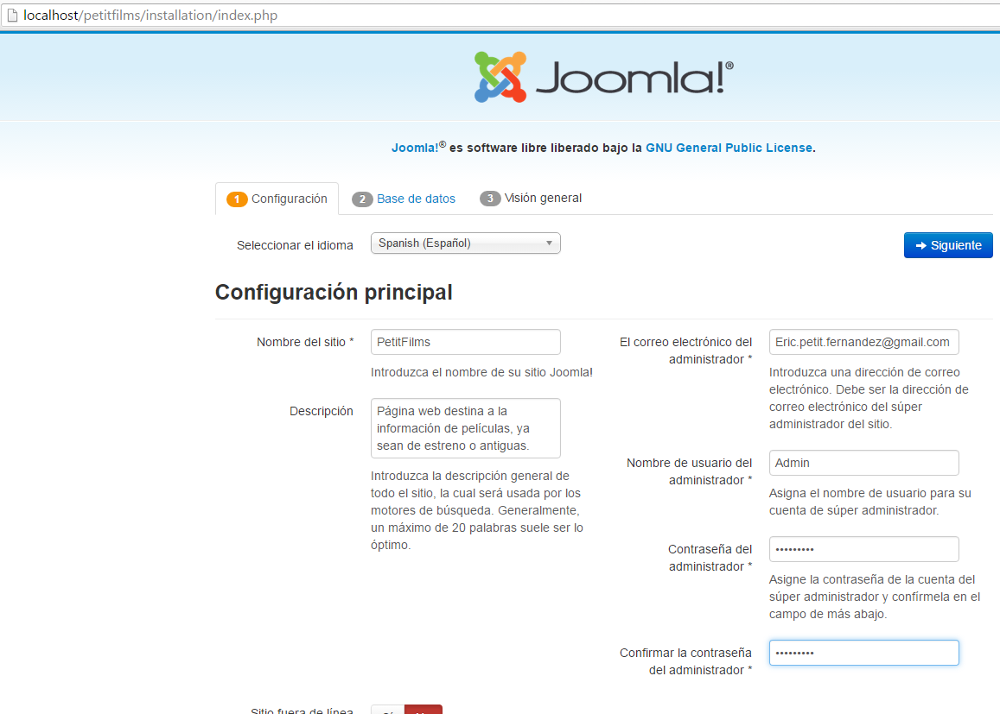 localhost/petitfilms/installation/index.php
Joomla!®
Joomla!® es software libre liberado bajo la GNU General Public License.
1 Configuración
2 Base de datos
3 Visión general
Seleccionar el idioma
Spanish (Español)
Siguiente
Configuración principal
Nombre del sitio *
PetitFilms
Introduzca el nombre de su sitio Joomla!
Descripción
Página web destina a la
información de películas, ya
sean de estreno o antiguas.
Introduzca la descripción general de
todo el sitio, la cual será usada por los
motores de búsqueda. Generalmente,
un máximo de 20 palabras suele ser lo
óptimo.
El correo electrónico del
administrador *
Eric.petit.fernandez@gmail.com
Introduzca una dirección de correo
electrónico. Debe ser la dirección de
correo electrónico del súper
administrador del sitio.
Nombre de usuario del
administrador *
Admin
Asigna el nombre de usuario para su
cuenta de súper administrador.
Contraseña del
administrador *
•••••••••
Asigne la contraseña de la cuenta del
súper administrador y confírmela en el
campo de más abajo.
Confirmar la contraseña
del administrador *
•••••••••
Sitio fuera de línea